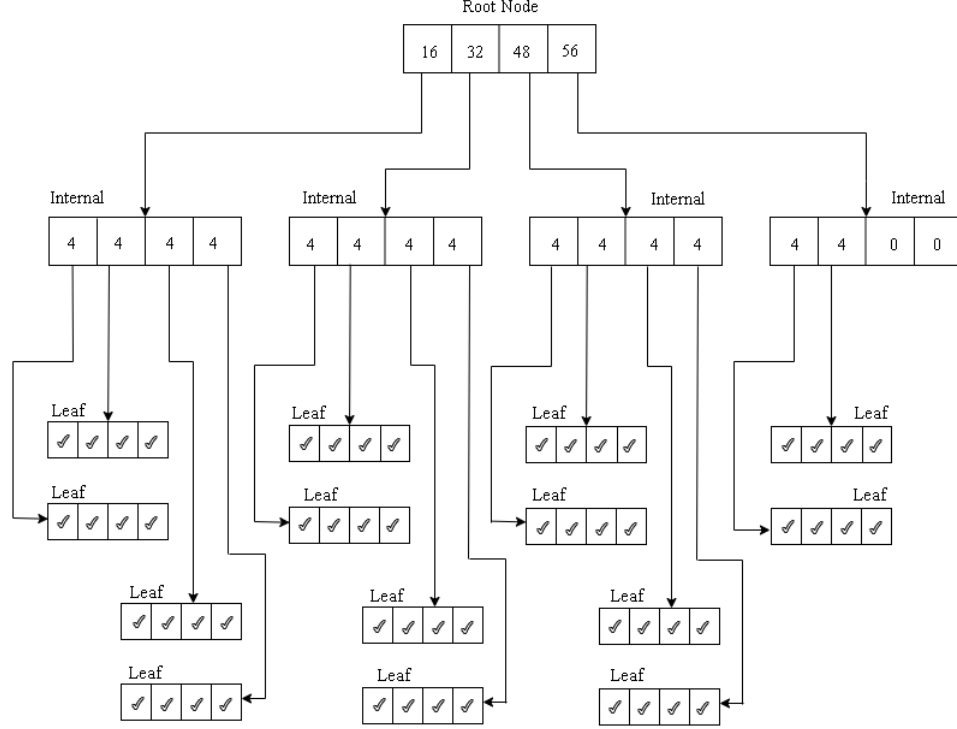 Root Node
16 32 48 56
Internal Internal Internal Internal
4 4 4 4 4 4 4 4 4 4 4 4 4 4 0 0
Leaf Leaf Leaf Leaf
Leaf Leaf Leaf Leaf
Leaf Leaf Leaf
Leaf Leaf Leaf